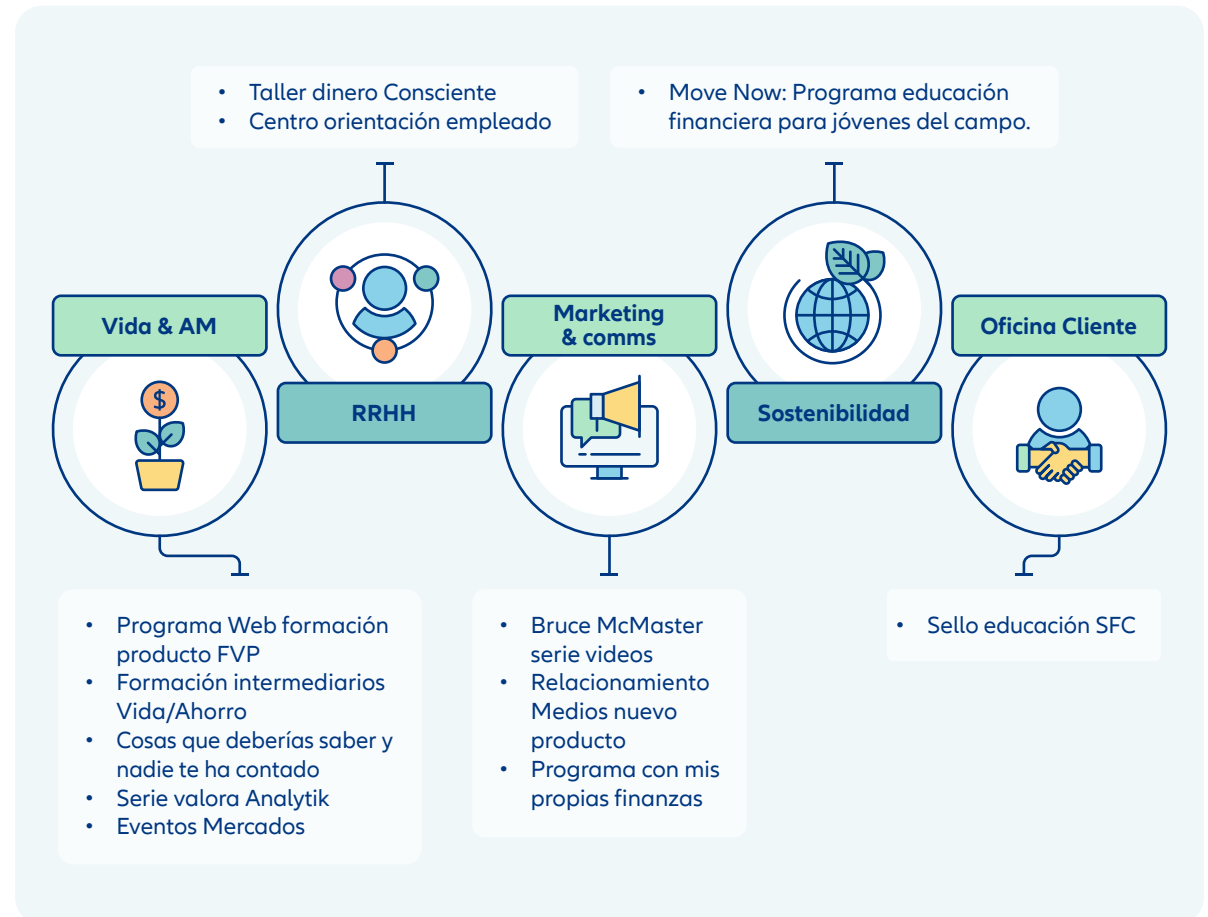 • Taller dinero Consciente
• Centro orientación empleado
• Move Now: Programa educación
financiera para jóvenes del campo.
Vida & AM
$
RRHH
Marketing
& comms
Sostenibilidad
Oficina Cliente
• Programa Web formación
producto FVP
• Formación intermediarios
Vida/Ahorro
• Cosas que deberías saber y
nadie te ha contado
• Serie valora Analytik
• Eventos Mercados
• Bruce McMaster
serie videos
• Relacionamiento
Medios nuevo
producto
• Programa con mis
propias finanzas
• Sello educación SFC